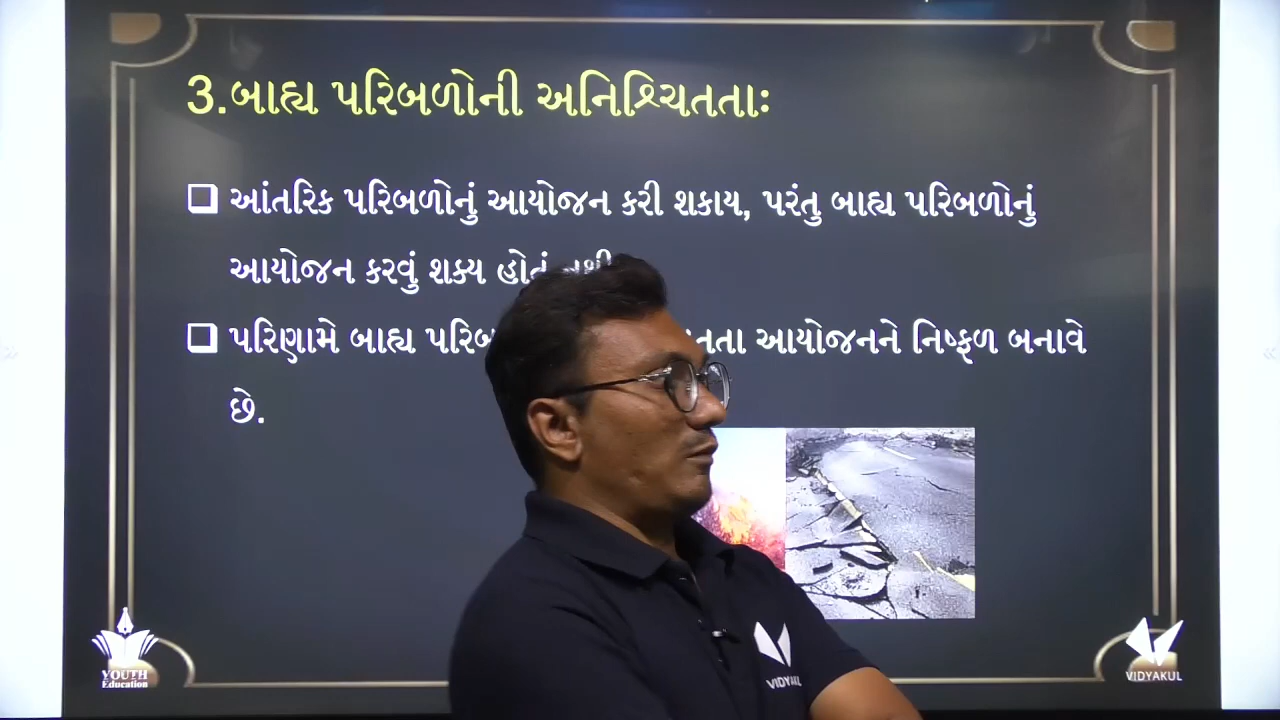 3.બાહ્ય પરિબળોની અનિશ્ચિતતાઃ
❑ આંતરિક પરિબળોનું આયોજન કરી શકાય, પરંતુ બાહ્ય પરિબળોનું
આયોજન કરવું શક્ય હોતું નથી
❑ પરિણામે બાહ્ય આયોજનને નિષ્ફળ બનાવે
છે.
YOUTH
Education
VIDYAKUL
VIDYAKUL